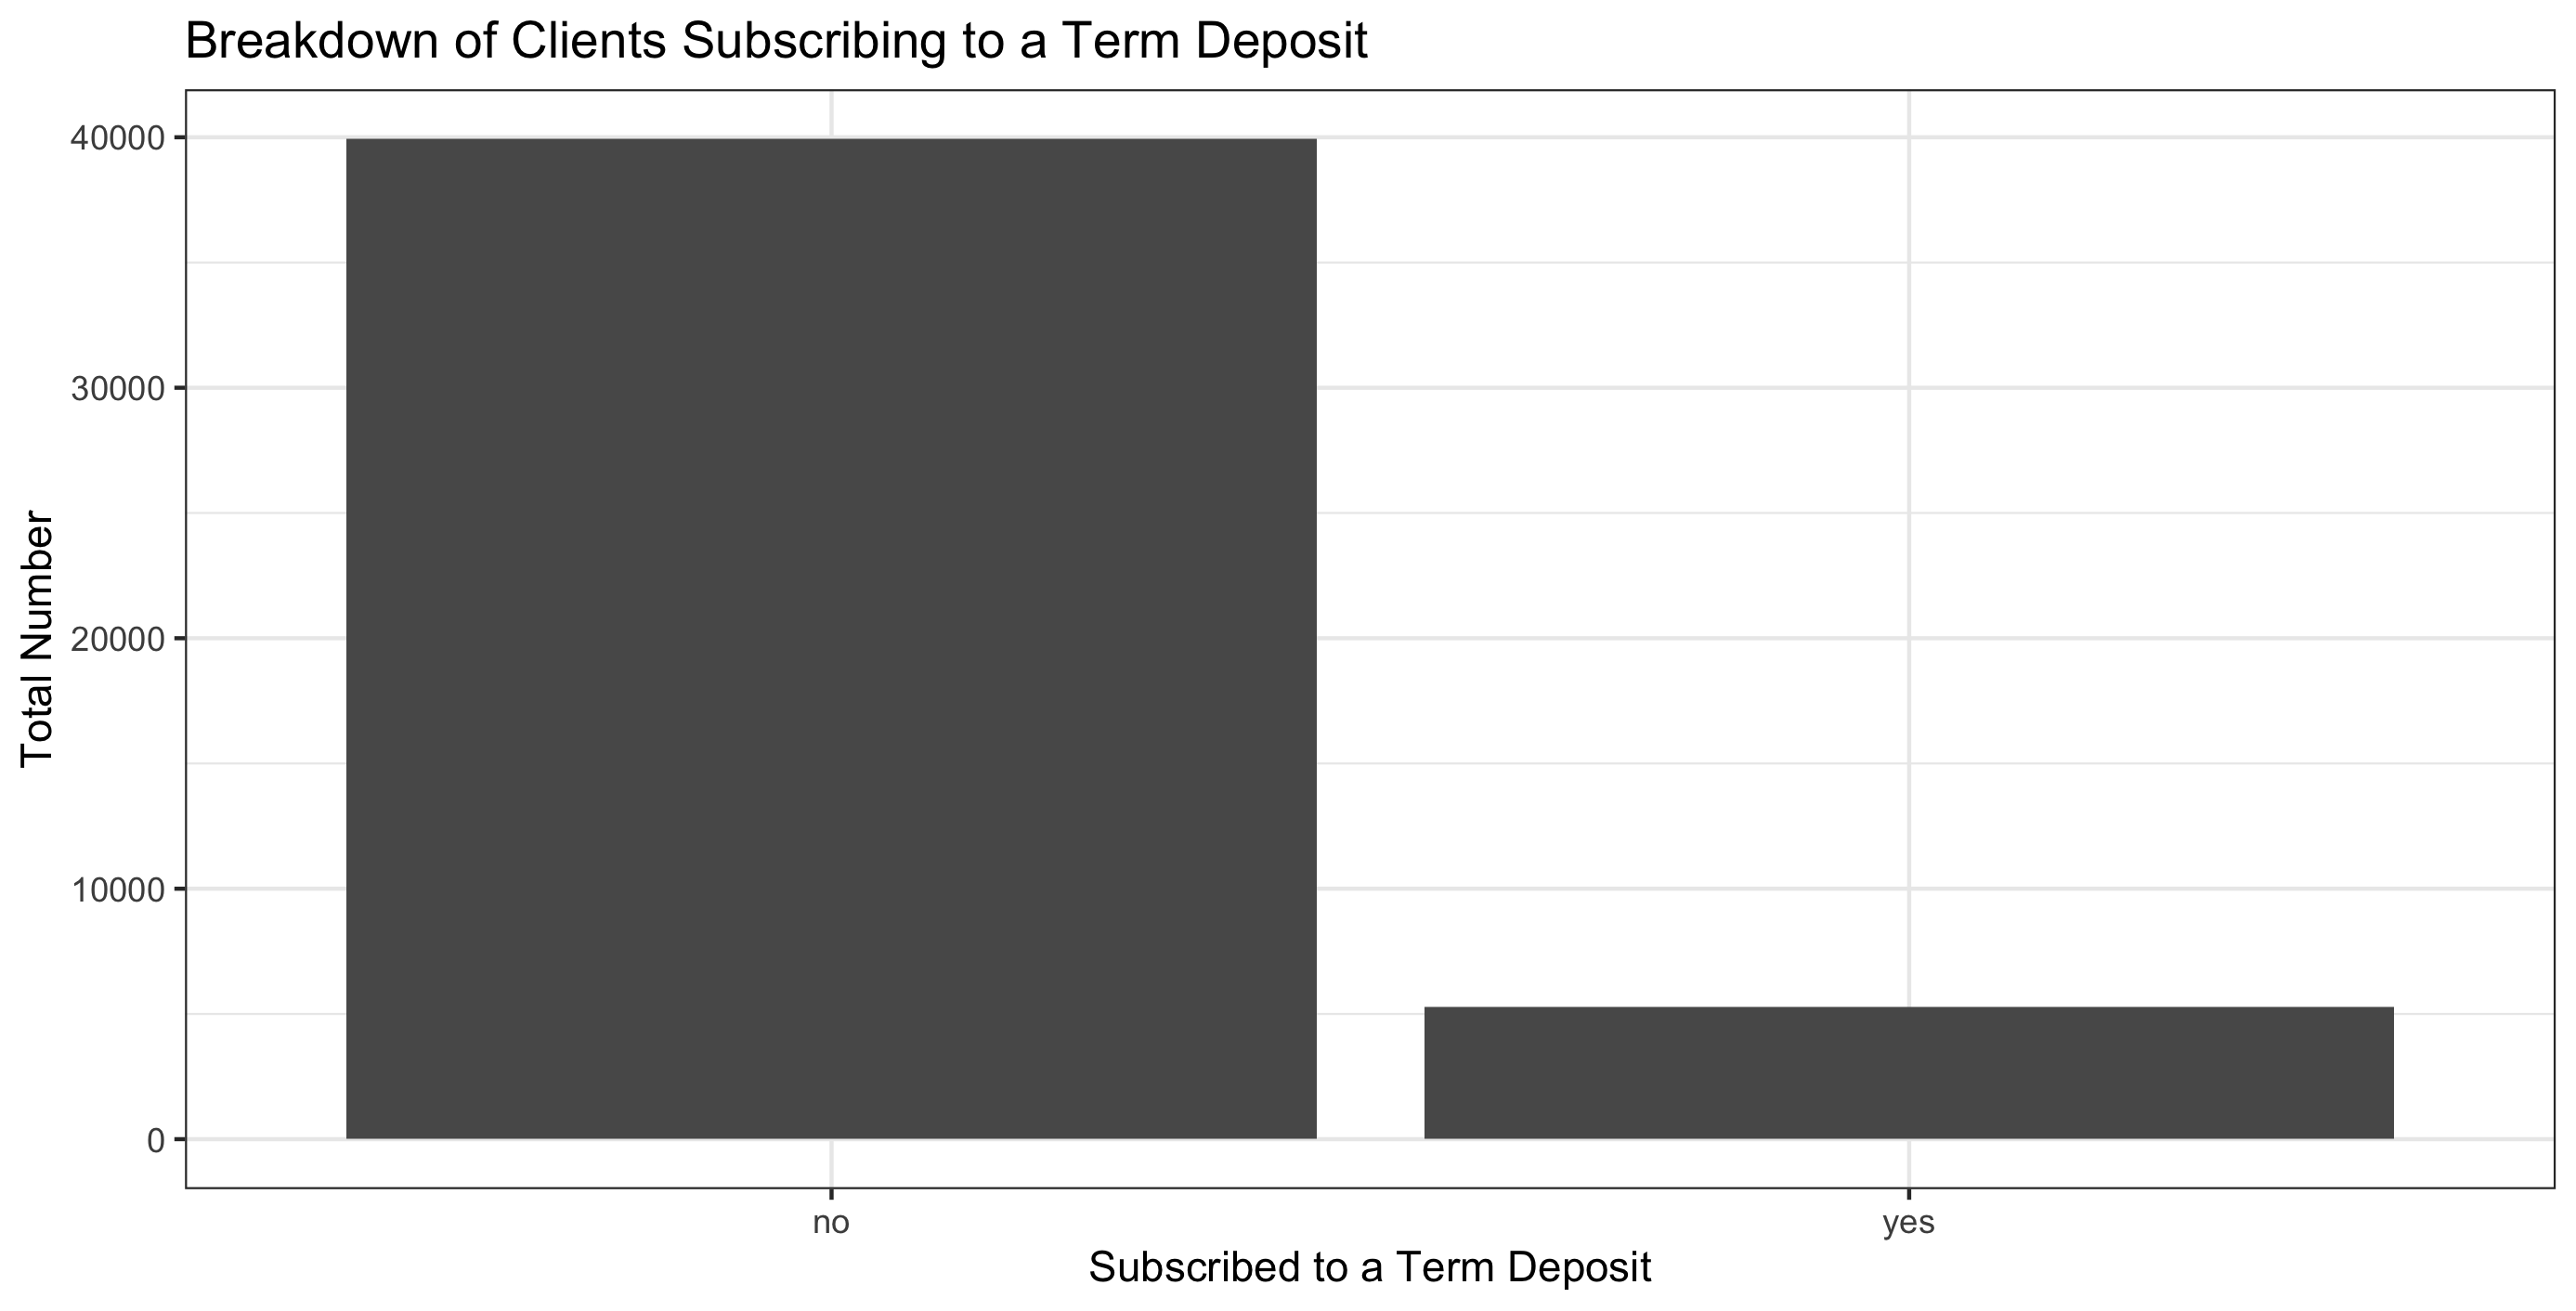 Breakdown of Clients Subscribing to a Term Deposit
Total Number
40000
30000
20000
10000
0
no
yes
Subscribed to a Term Deposit